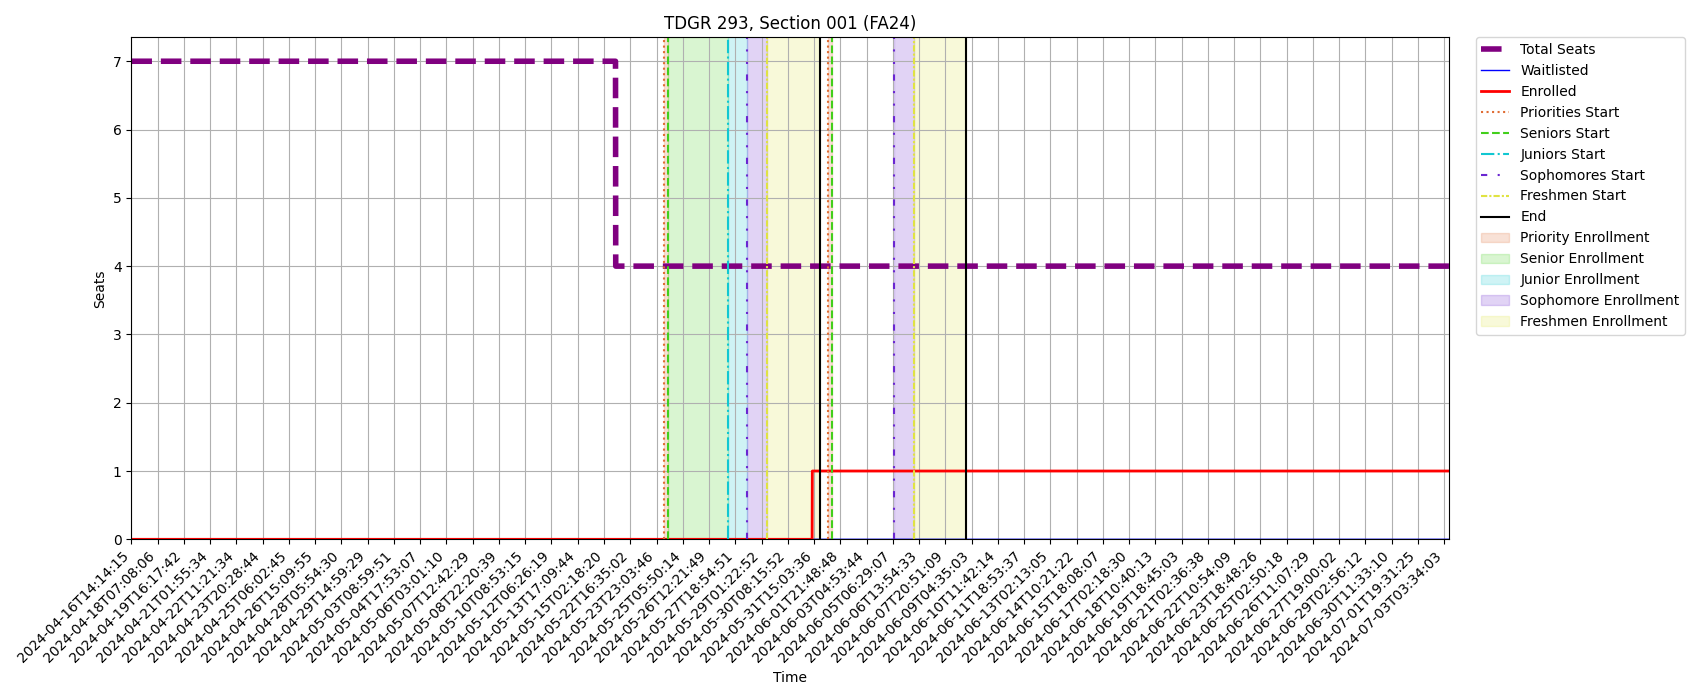 TDGR 293, Section 001 (FA24)
7
6
5
4
3
2
1
0
Seats
2024-04-16T14:14:15
2024-04-18T07:08:06
2024-04-19T16:17:42
2024-04-21T01:55:34
2024-04-22T11:21:34
2024-04-23T20:28:44
2024-04-25T06:02:45
2024-04-26T15:09:55
2024-04-28T05:54:30
2024-04-29T14:59:29
2024-05-03T08:59:51
2024-05-04T17:53:07
2024-05-06T03:01:10
2024-05-07T12:42:29
2024-05-08T22:20:39
2024-05-10T08:53:15
2024-05-12T06:26:19
2024-05-13T17:09:44
2024-05-15T02:18:20
2024-05-22T16:35:02
2024-05-23T23:03:46
2024-05-25T05:50:14
2024-05-26T12:21:49
2024-05-27T18:54:51
2024-05-29T01:22:52
2024-05-30T08:15:52
2024-05-31T15:03:36
2024-06-01T21:48:48
2024-06-03T04:53:44
2024-06-05T06:29:07
2024-06-06T13:54:33
2024-06-07T20:51:09
2024-06-09T04:35:03
2024-06-10T11:42:14
2024-06-11T18:53:37
2024-06-13T02:13:05
2024-06-14T10:21:22
2024-06-15T18:08:07
2024-06-17T02:18:30
2024-06-18T10:40:13
2024-06-19T18:45:03
2024-06-21T02:36:38
2024-06-22T10:54:09
2024-06-23T18:48:26
2024-06-25T02:50:18
2024-06-26T11:07:29
2024-06-27T19:00:02
2024-06-29T02:56:12
2024-06-30T11:33:10
2024-07-01T19:31:25
2024-07-03T03:34:03
Time
Total Seats
Waitlisted
Enrolled
Priorities Start
Seniors Start
Juniors Start
Sophomores Start
Freshmen Start
End
Priority Enrollment
Senior Enrollment
Junior Enrollment
Sophomore Enrollment
Freshmen Enrollment